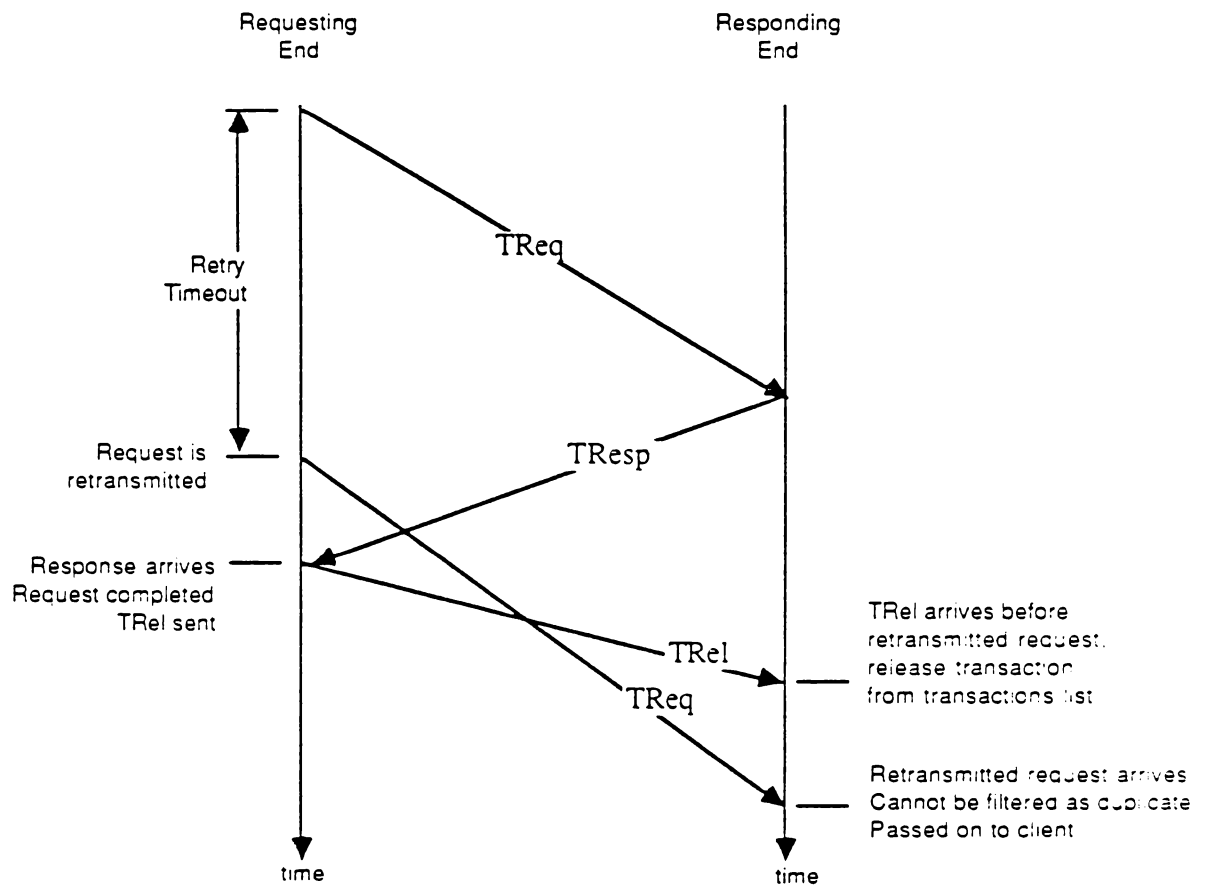 Requesting
End
Responding
End
TReq
Retry
Timeout
Request is
retransmitted
TResp
Response arrives
Request completed
TRel sent
TRel arrives before
retransmitted request,
release transaction
from transactions list
TRel
TReq
Retransmitted request arrives
Cannot be filtered as duplicate
Passed on to client
time
time